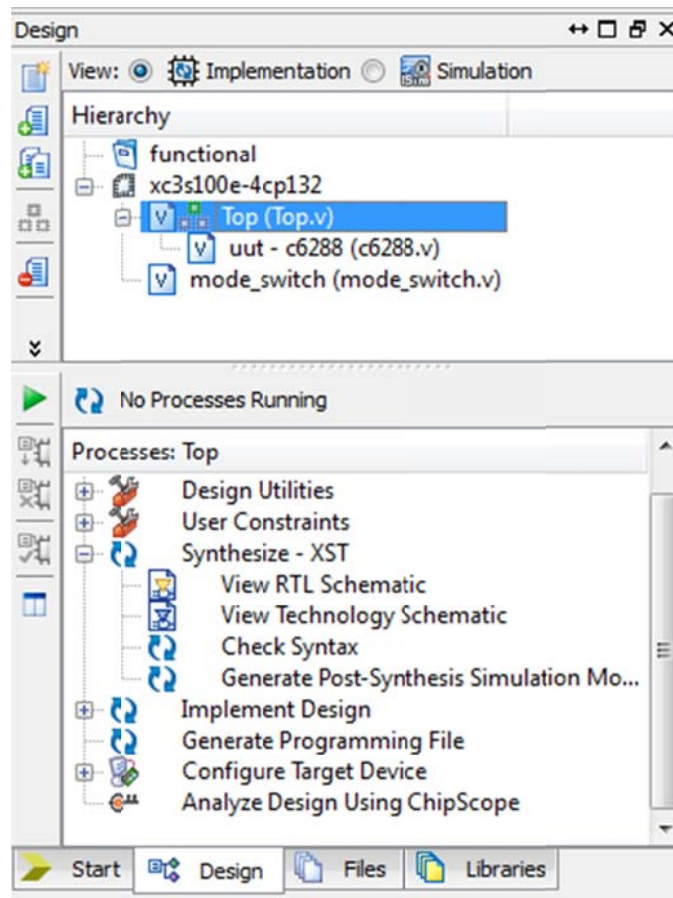 Design
View: Implementation Simulation
Hierarchy
functional
xc3s100e-4cp132
Top (Top.v)
uut - c6288 (c6288.v)
mode_switch (mode_switch.v)
No Processes Running
Processes: Top
Design Utilities
User Constraints
Synthesize - XST
View RTL Schematic
View Technology Schematic
Check Syntax
Generate Post-Synthesis Simulation Mo...
Implement Design
Generate Programming File
Configure Target Device
Analyze Design Using ChipScope
Start Design Files Libraries